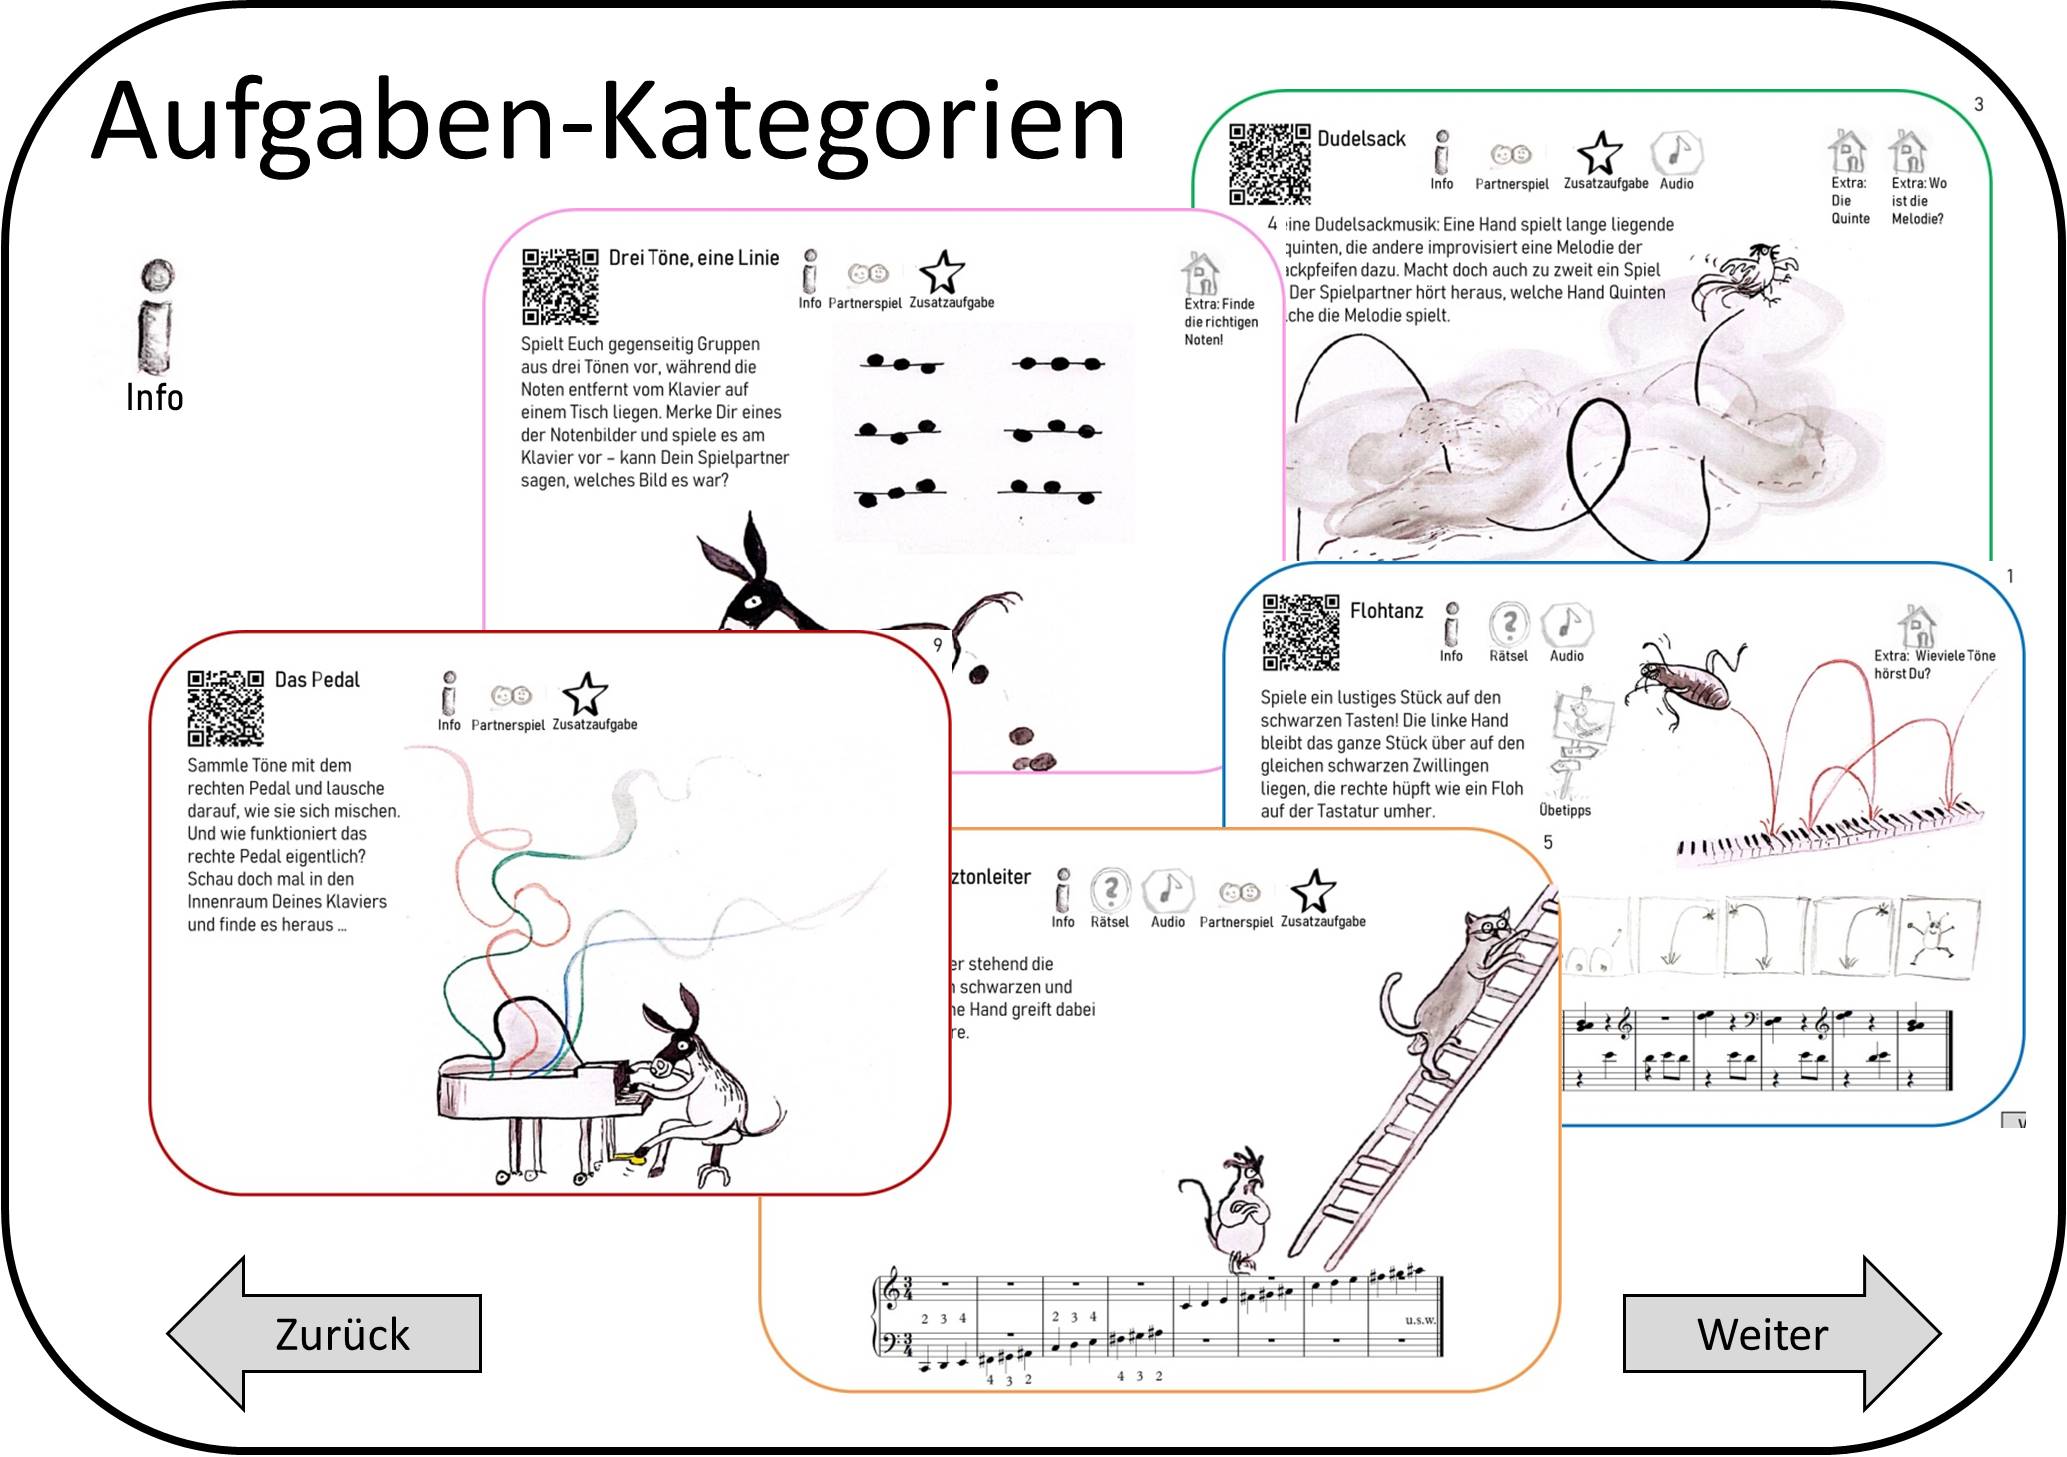 Aufgaben-Kategorien
Info
3
Dudelsack
Info
Partnerspiel
Zusatzaufgabe
Audio
Extra:
Die
Quinte
Extra: Wo
ist die
Melodie?
ine Dudelsackmusik: Eine Hand spielt lange liegende
quinten, die andere improvisiert eine Melodie der
ackpfeifen dazu. Macht doch auch zu zweit ein Spiel
Der Spielpartner hört heraus, welche Hand Quinten
che die Melodie spielt.
4
Drei Töne, eine Linie
Info
Partnerspiel
Zusatzaufgabe
Extra: Finde
die richtigen
Noten!
Spielt Euch gegenseitig Gruppen
aus drei Tönen vor, während die
Noten entfernt vom Klavier auf
einem Tisch liegen. Merke Dir eines
der Notenbilder und spiele es am
Klavier vor – kann Dein Spielpartner
sagen, welches Bild es war?
1
Flohtanz
Info
Rätsel
Audio
Extra: Wieviele Töne
hörst Du?
Spiele ein lustiges Stück auf den
schwarzen Tasten! Die linke Hand
bleibt das ganze Stück über auf den
gleichen schwarzen Zwillingen
liegen, die rechte hüpft wie ein Floh
auf der Tastatur umher.
Übetipps
9
Das Pedal
Info
Partnerspiel
Zusatzaufgabe
Sammle Töne mit dem
rechten Pedal und lausche
darauf, wie sie sich mischen.
Und wie funktioniert das
rechte Pedal eigentlich?
Schau doch mal in den
Innenraum Deines Klaviers
und finde es heraus ...
5
ztonleiter
Info
Rätsel
Audio
Partnerspiel
Zusatzaufgabe
er stehend die
n schwarzen und
ne Hand greift dabei
re.
2 3 4
2 3 4
u.s.w.
3
4
3
4
4 3 2
4 3 2
Zurück
Weiter